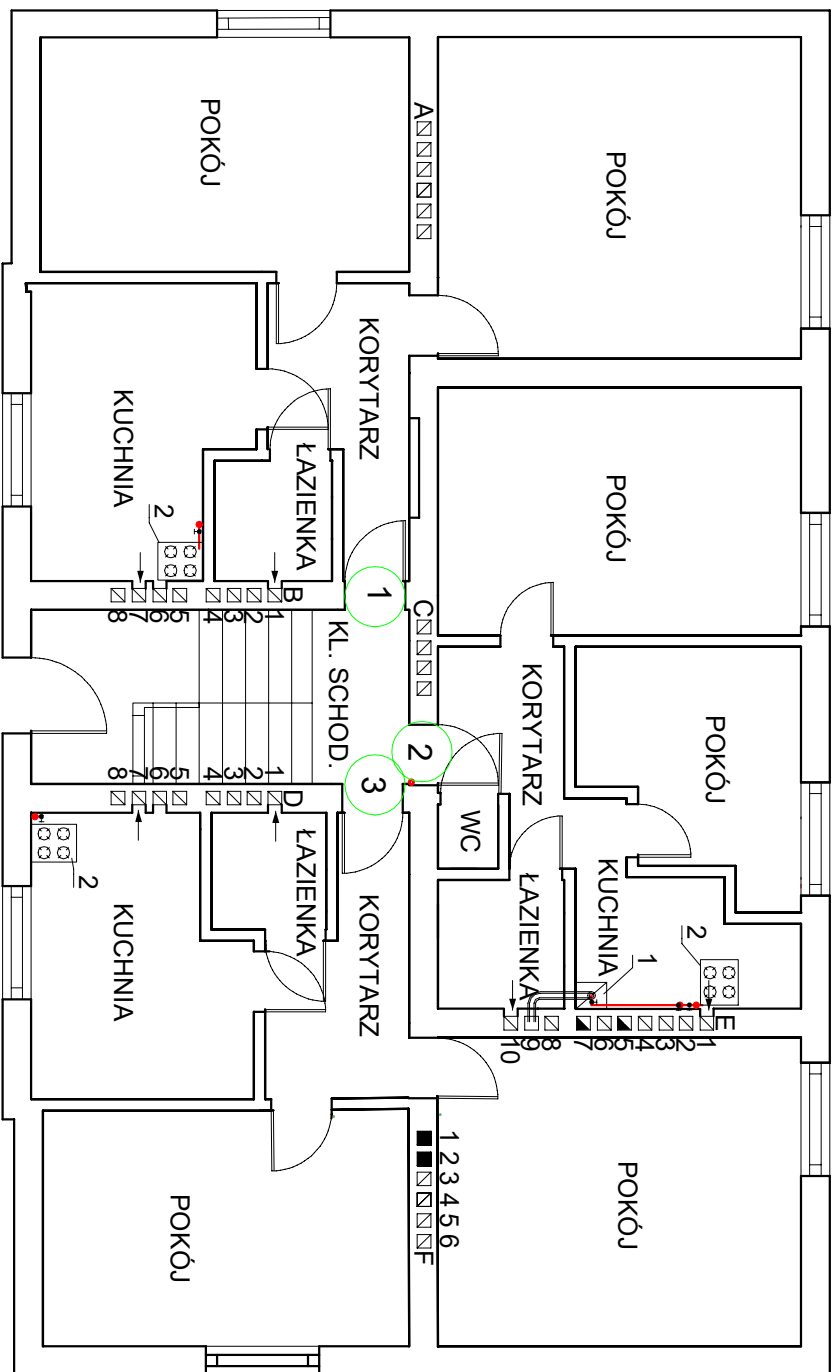 POKÓJ
POKÓJ
A
KORYTARZ
KUCHNIA
ŁAZIENKA
POKÓJ
2
1
B
1
2
3
4
5
6
7
8
C
KL. SCHOD.
KORYTARZ
POKÓJ
2
3
WC
D
1
2
3
4
5
6
7
8
ŁAZIENKA
KUCHNIA
2
KORYTARZ
ŁAZIENKA
KUCHNIA
1
2
E
1
2
3
4
5
6
7
8
9
10
POKÓJ
POKÓJ
1 2 3 4 5 6
F